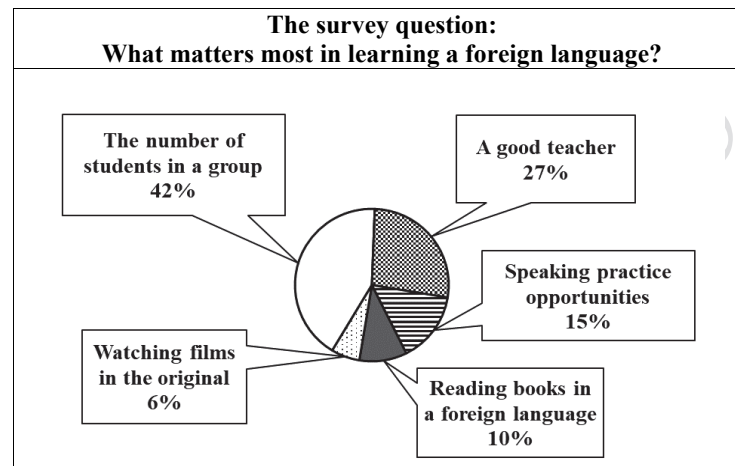 The survey question:
What matters most in learning a foreign language?
The number of
students in a group
42%
A good teacher
27%
Speaking practice
opportunities
15%
Watching films
in the original
6%
Reading books in
a foreign language
10%